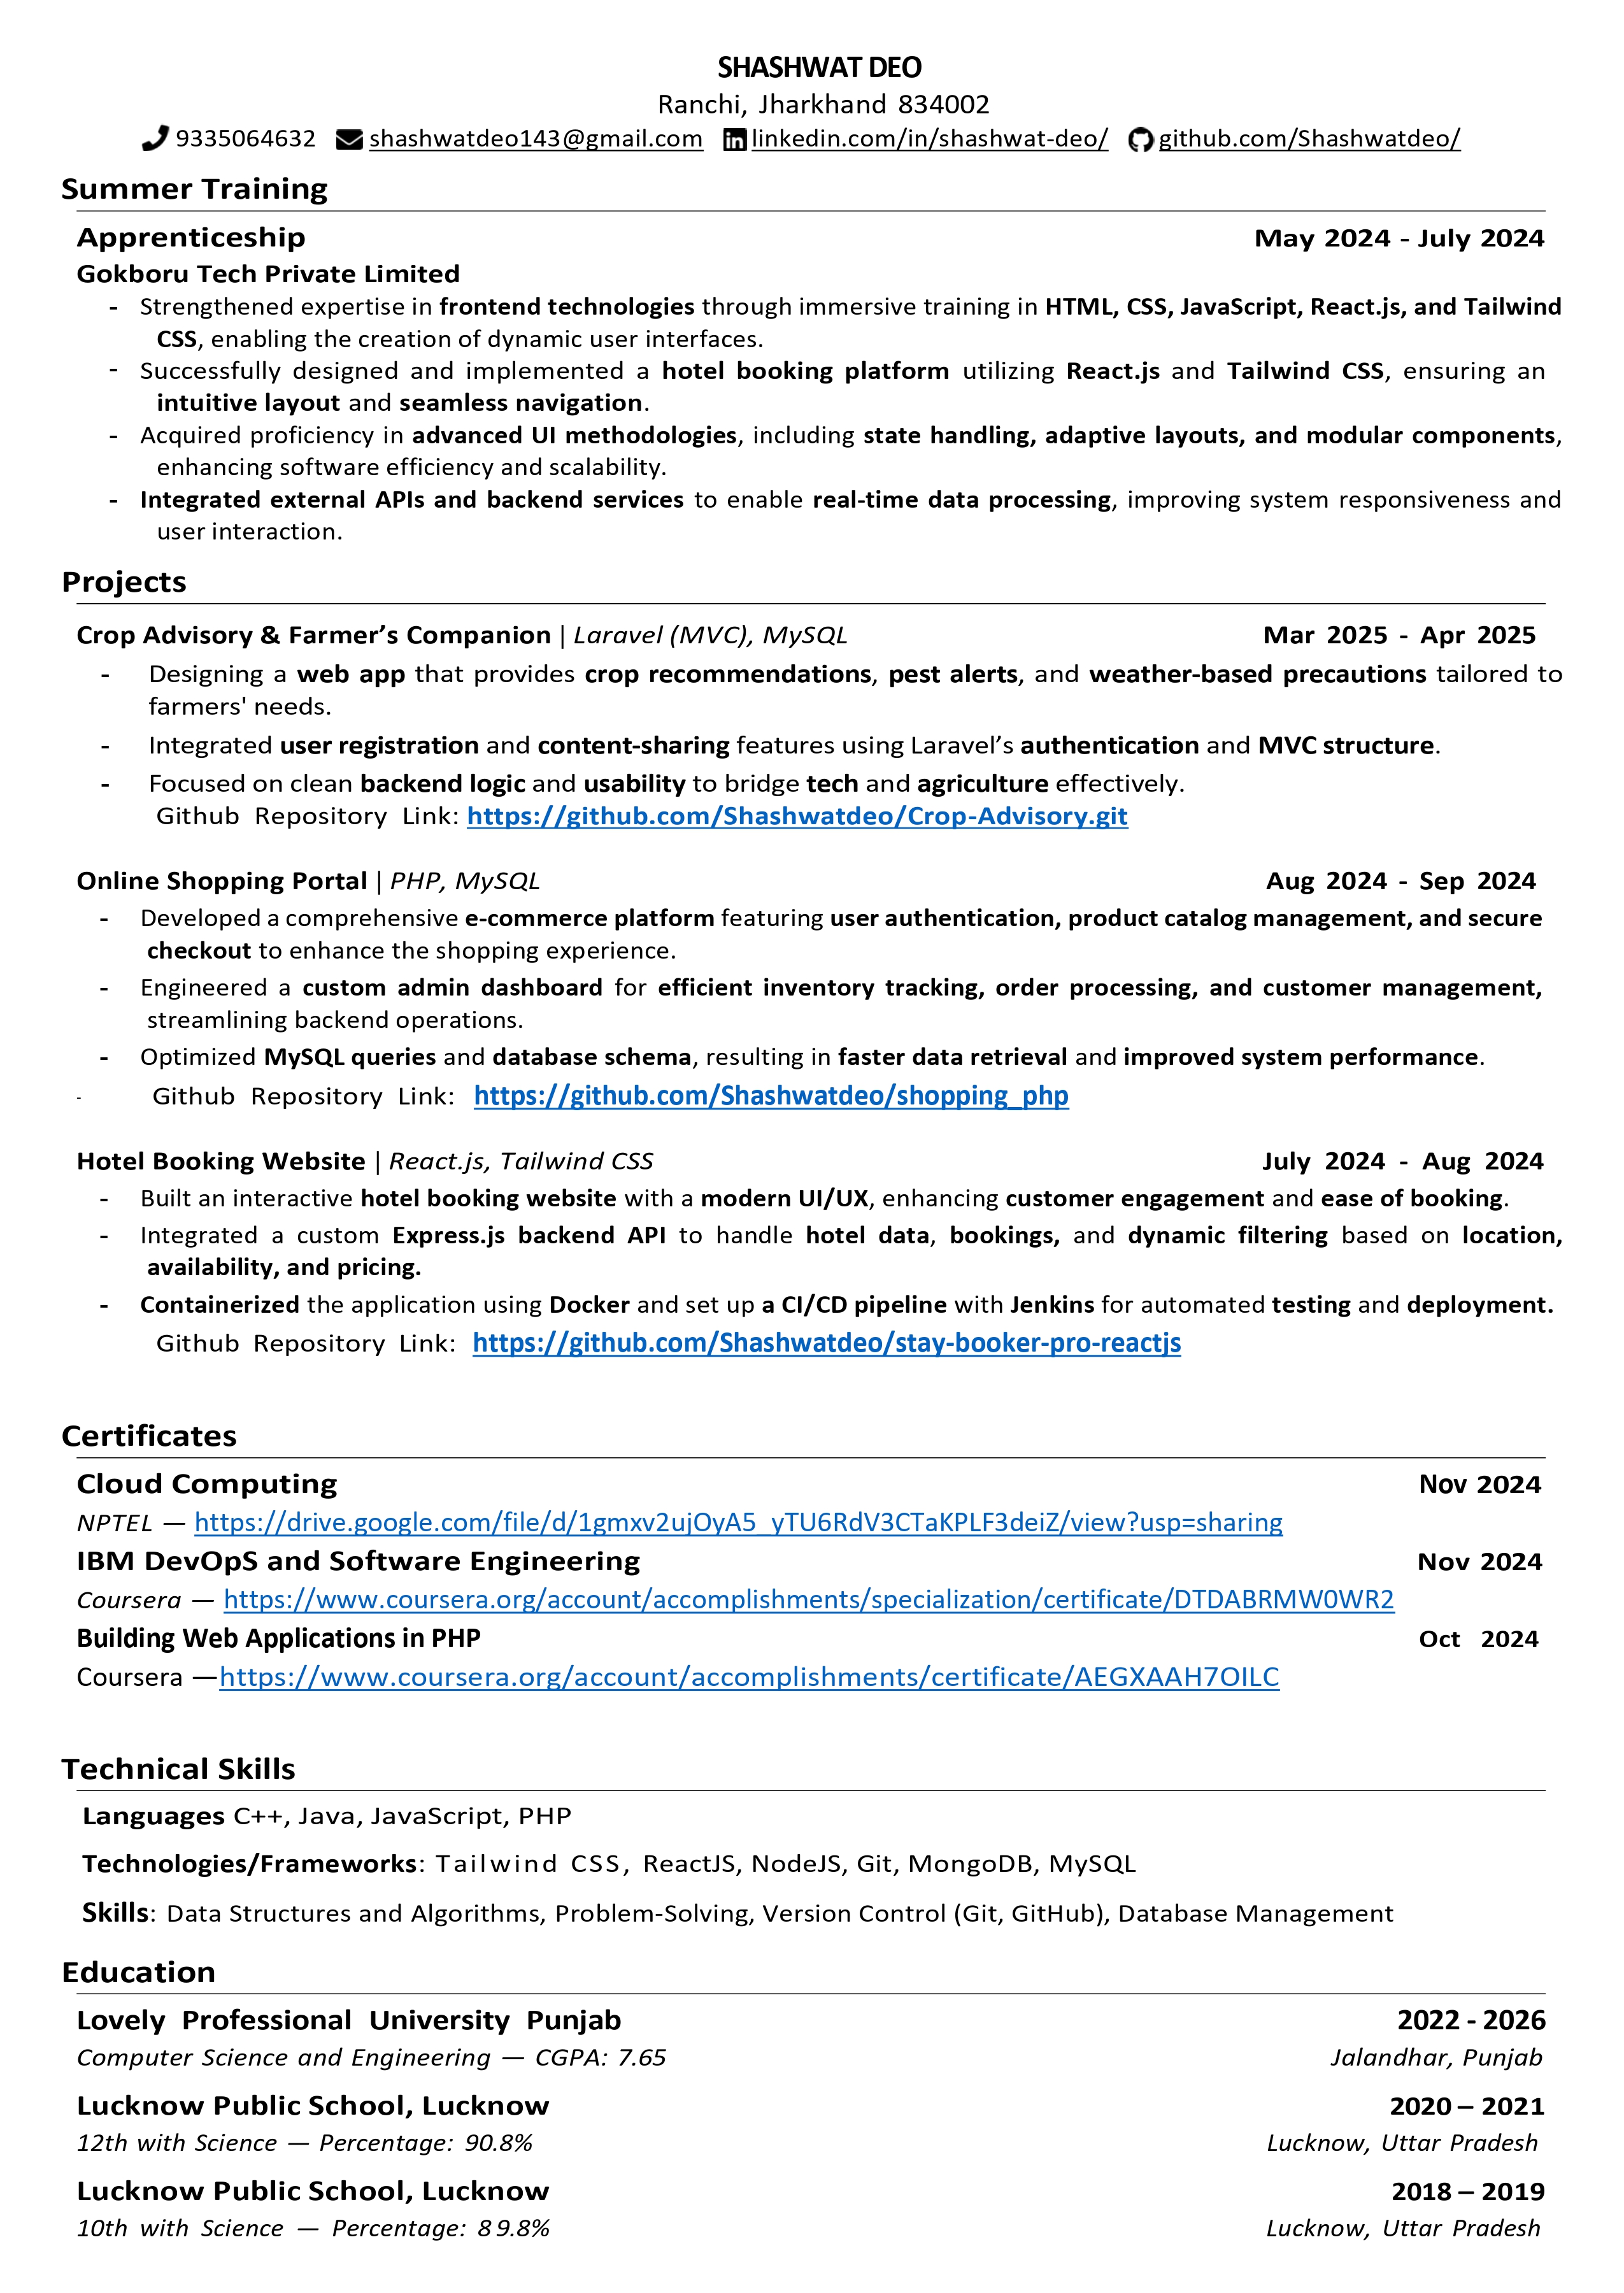 SHASHWAT DEO
Ranchi, Jharkhand 834002
9335064632 shashwatdeo143@gmail.com linkedin.com/in/shashwat-deo/ github.com/Shashwatdeo/
Summer Training
Apprenticeship May 2024 - July 2024
Gokboru Tech Private Limited
- Strengthened expertise in frontend technologies through immersive training in HTML, CSS, JavaScript, React.js, and Tailwind
CSS, enabling the creation of dynamic user interfaces.
- Successfully designed and implemented a hotel booking platform utilizing React.js and Tailwind CSS, ensuring an
intuitive layout and seamless navigation.
- Acquired proficiency in advanced UI methodologies, including state handling, adaptive layouts, and modular components,
enhancing software efficiency and scalability.
- Integrated external APIs and backend services to enable real-time data processing, improving system responsiveness and
user interaction.
Projects
Crop Advisory & Farmer’s Companion | Laravel (MVC), MySQL Mar 2025 - Apr 2025
- Designing a web app that provides crop recommendations, pest alerts, and weather-based precautions tailored to
farmers' needs.
- Integrated user registration and content-sharing features using Laravel’s authentication and MVC structure.
- Focused on clean backend logic and usability to bridge tech and agriculture effectively.
Github Repository Link: https://github.com/Shashwatdeo/Crop-Advisory.git
Online Shopping Portal | PHP, MySQL Aug 2024 - Sep 2024
- Developed a comprehensive e-commerce platform featuring user authentication, product catalog management, and secure
checkout to enhance the shopping experience.
- Engineered a custom admin dashboard for efficient inventory tracking, order processing, and customer management,
streamlining backend operations.
- Optimized MySQL queries and database schema, resulting in faster data retrieval and improved system performance.
- Github Repository Link: https://github.com/Shashwatdeo/shopping_php
Hotel Booking Website | React.js, Tailwind CSS July 2024 - Aug 2024
- Built an interactive hotel booking website with a modern UI/UX, enhancing customer engagement and ease of booking.
- Integrated a custom Express.js backend API to handle hotel data, bookings, and dynamic filtering based on location,
availability, and pricing.
- Containerized the application using Docker and set up a CI/CD pipeline with Jenkins for automated testing and deployment.
Github Repository Link: https://github.com/Shashwatdeo/stay-booker-pro-reactjs
Certificates
Cloud Computing Nov 2024
NPTEL — https://drive.google.com/file/d/1gmxv2ujOyA5_yTU6RdV3CTaKPLF3deiZ/view?usp=sharing
IBM DevOpS and Software Engineering Nov 2024
Coursera — https://www.coursera.org/account/accomplishments/specialization/certificate/DTDABRMW0WR2
Building Web Applications in PHP Oct 2024
Coursera —https://www.coursera.org/account/accomplishments/certificate/AEGXAAH7OILC
Technical Skills
Languages C++, Java, JavaScript, PHP
Technologies/Frameworks: Tailwind CSS, ReactJS, NodeJS, Git, MongoDB, MySQL
Skills: Data Structures and Algorithms, Problem-Solving, Version Control (Git, GitHub), Database Management
Education
Lovely Professional University Punjab 2022 - 2026
Computer Science and Engineering — CGPA: 7.65 Jalandhar, Punjab
Lucknow Public School, Lucknow 2020 – 2021
12th with Science — Percentage: 90.8% Lucknow, Uttar Pradesh
Lucknow Public School, Lucknow 2018 – 2019
10th with Science — Percentage: 89.8% Lucknow, Uttar Pradesh